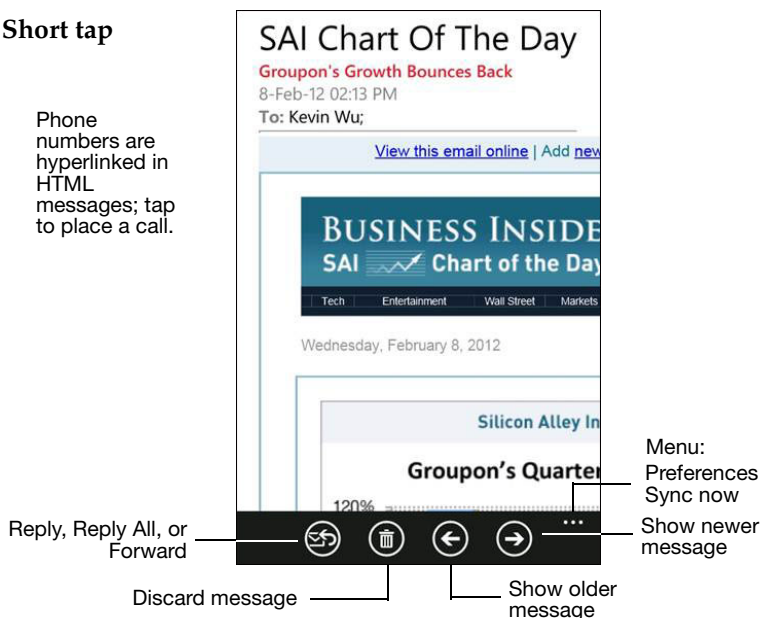 Short tap
Phone
numbers are
hyperlinked in
HTML
messages; tap
to place a call.
SAI Chart Of The Day
Groupon's Growth Bounces Back
8-Feb-12 02:13 PM
To: Kevin Wu;
View this email online | Add new
BUSINESS INSIDE
SAI Chart of the Day
Tech Entertainment Wall Street Markets
Wednesday, February 8, 2012
Silicon Alley In
Groupon's Quarter
120%
Menu:
Preferences
Sync now
Reply, Reply All, or
Forward
Show newer
message
Discard message
Show older
message